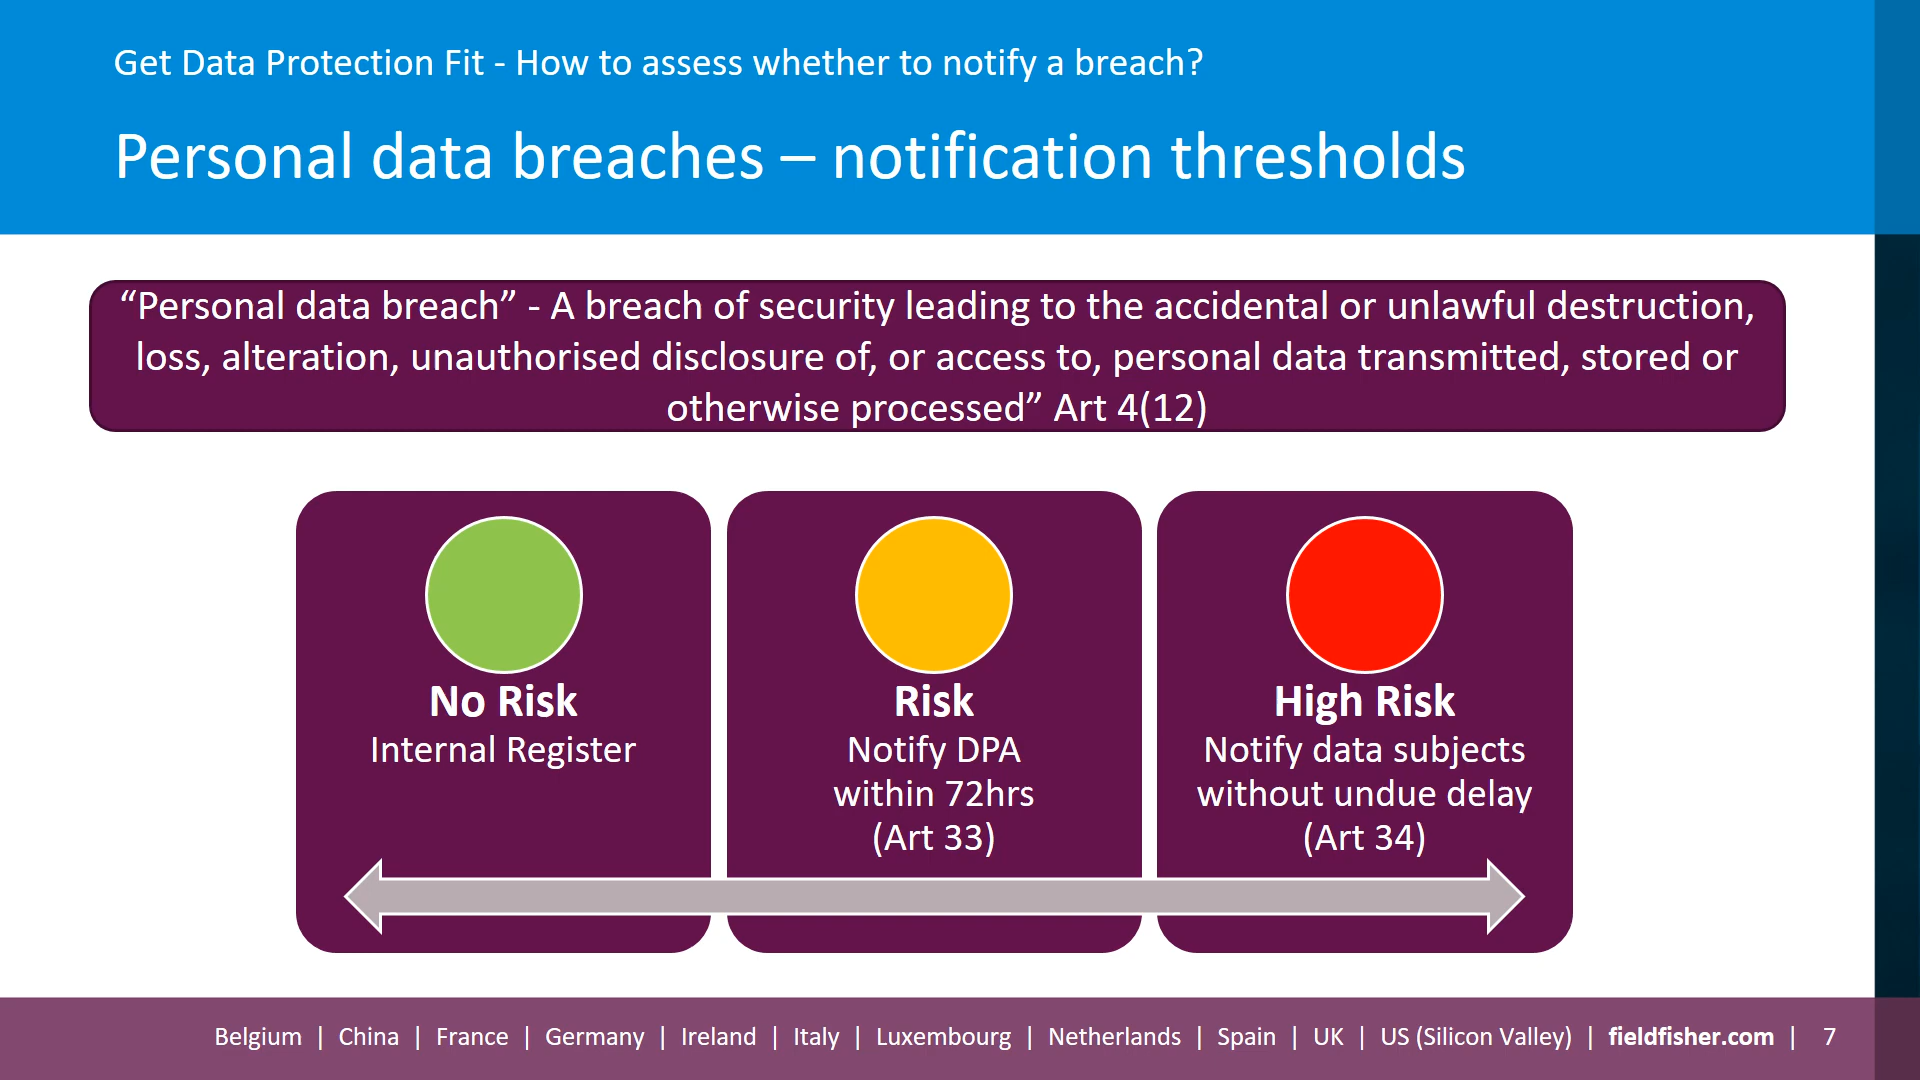 Get Data Protection Fit - How to assess whether to notify a breach?
Personal data breaches – notification thresholds
“Personal data breach” - A breach of security leading to the accidental or unlawful destruction,
loss, alteration, unauthorised disclosure of, or access to, personal data transmitted, stored or
otherwise processed” Art 4(12)
No Risk
Internal Register
Risk
Notify DPA
within 72hrs
(Art 33)
High Risk
Notify data subjects
without undue delay
(Art 34)
Belgium | China | France | Germany | Ireland | Italy | Luxembourg | Netherlands | Spain | UK | US (Silicon Valley) | fieldfisher.com | 7